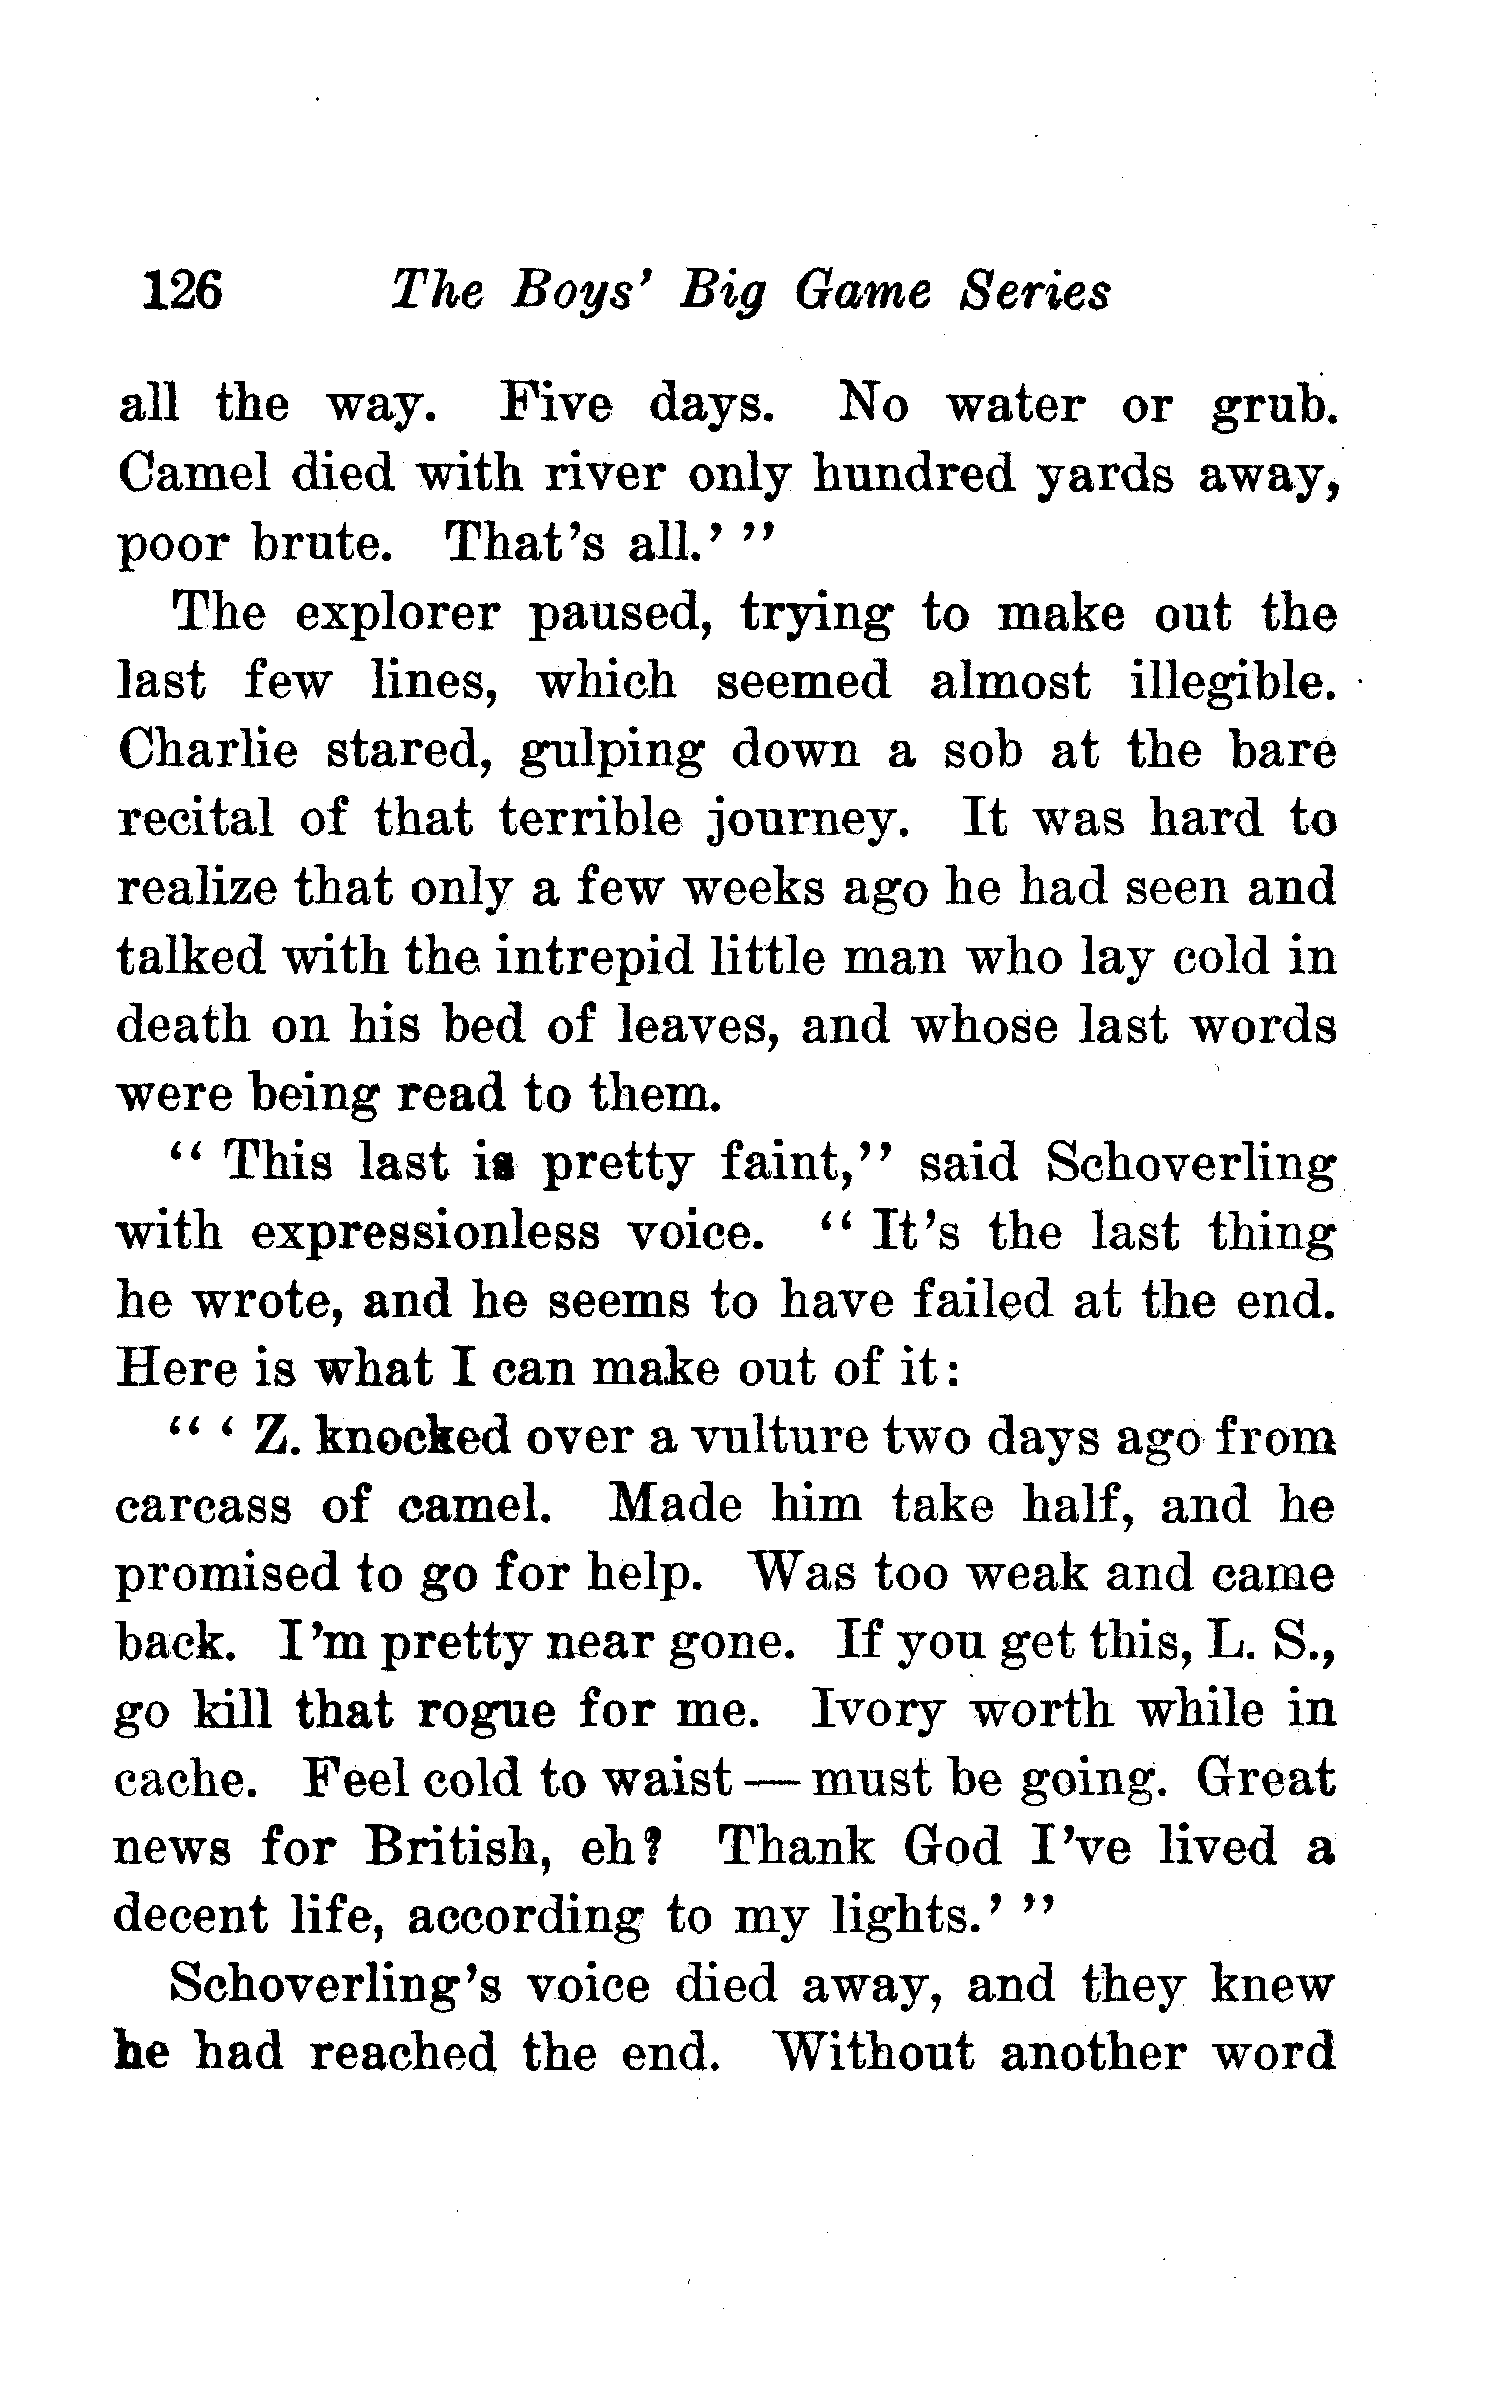 126 The Boys' Big Game Series
all the way. Five days. No water or grub.
Camel died with river only hundred yards away,
poor brute. That's all.' "
The explorer paused, trying to make out the
last few lines, which seemed almost illegible.
Charlie stared, gulping down a sob at the bare
recital of that terrible journey. It was hard to
realize that only a few weeks ago he had seen and
talked with the intrepid little man who lay cold in
death on his bed of leaves, and whose last words
were being read to them.
" This last is pretty faint," said Schoverling
with expressionless voice. " It's the last thing
he wrote, and he seems to have failed at the end.
Here is what I can make out of it:
" ' Z. knocked over a vulture two days ago from
carcass of camel. Made him take half, and he
promised to go for help. Was too weak and came
back. I'm pretty near gone. If you get this, L. S.,
go kill that rogue for me. Ivory worth while in
cache. Feel cold to waist — must be going. Great
news for British, eh? Thank God I've lived a
decent life, according to my lights.' "
Schoverling's voice died away, and they knew
he had reached the end. Without another word